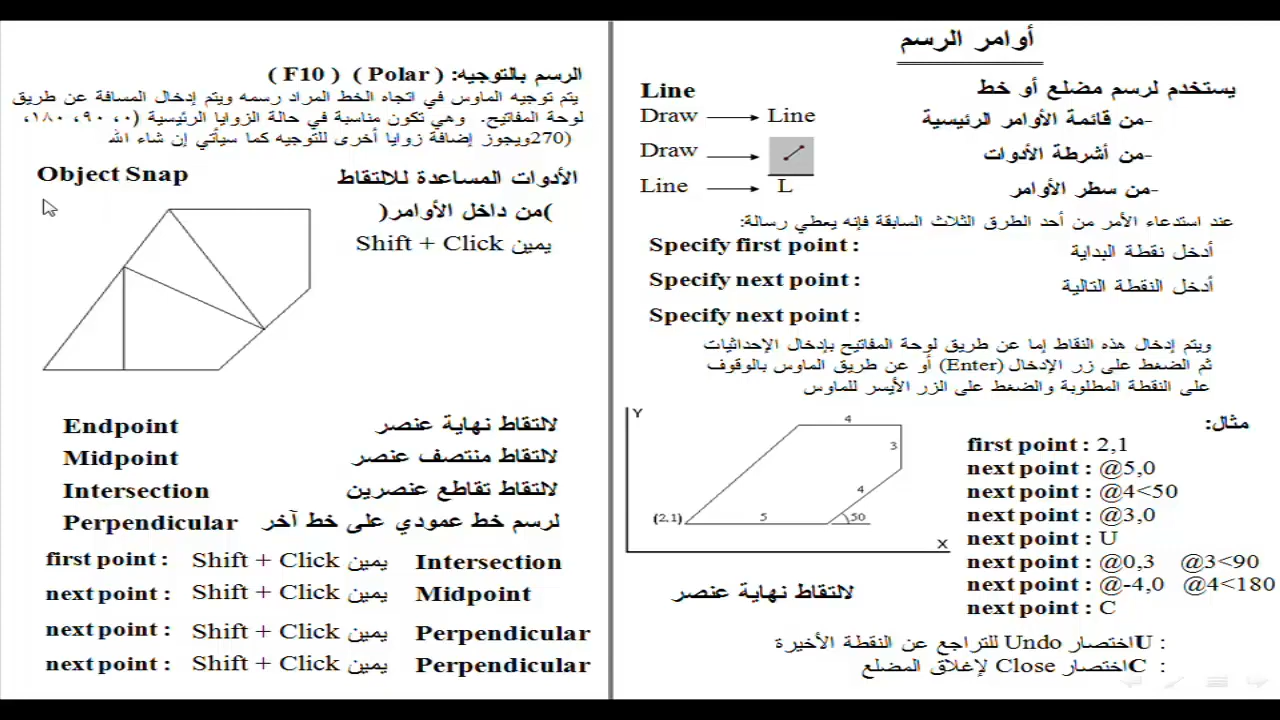 أوامر الرسم
Line يستخدم لرسم مضلع أو خط
Draw Line -من قائمة الأوامر الرئيسية
Draw -من أشرطة الأدوات
Line L -من سطر الأوامر
عند استدعاء الأمر من أحد الطرق الثلاث السابقة فإنه يعطي رسالة:
Specify first point : أدخل نقطة البداية
Specify next point : أدخل النقطة التالية
Specify next point :
ويتم إدخال هذه النقاط إما عن طريق لوحة المفاتيح بإدخال الإحداثيات
ثم الضغط على زر الإدخال (Enter) أو عن طريق الماوس بالوقوف
على النقطة المطلوبة والضغط على الزر الأيسر للماوس
مثال:
Y
4
3
4
(2,1)
5
50
X
first point : 2,1
next point : @5,0
next point : @4<50
next point : @3,0
next point : U
next point : @0,3 @3<90
next point : @-4,0 @4<180
next point : C
لالتقاط نهاية عنصر
: Uاختصار Undo للتراجع عن النقطة الأخيرة
: Cاختصار Close لإغلاق المضلع
الرسم بالتوجيه: ( Polar ) ( F10 )
يتم توجيه الماوس في اتجاه الخط المراد رسمه ويتم إدخال المسافة عن طريق
لوحة المفاتيح. وهي تكون مناسبة في حالة الزوايا الرئيسية (٠، ٩٠، ١٨٠،
270)ويجوز إضافة زوايا أخرى للتوجيه كما سيأتي إن شاء الله
Object Snap الأدوات المساعدة للالتقاط
)من داخل الأوامر(
Shift + Click يمين
Endpoint لالتقاط نهاية عنصر
Midpoint لالتقاط منتصف عنصر
Intersection لالتقاط تقاطع عنصرين
Perpendicular لرسم خط عمودي على خط آخر
first point : Shift + Click يمين Intersection
next point : Shift + Click يمين Midpoint
next point : Shift + Click يمين Perpendicular
next point : Shift + Click يمين Perpendicular